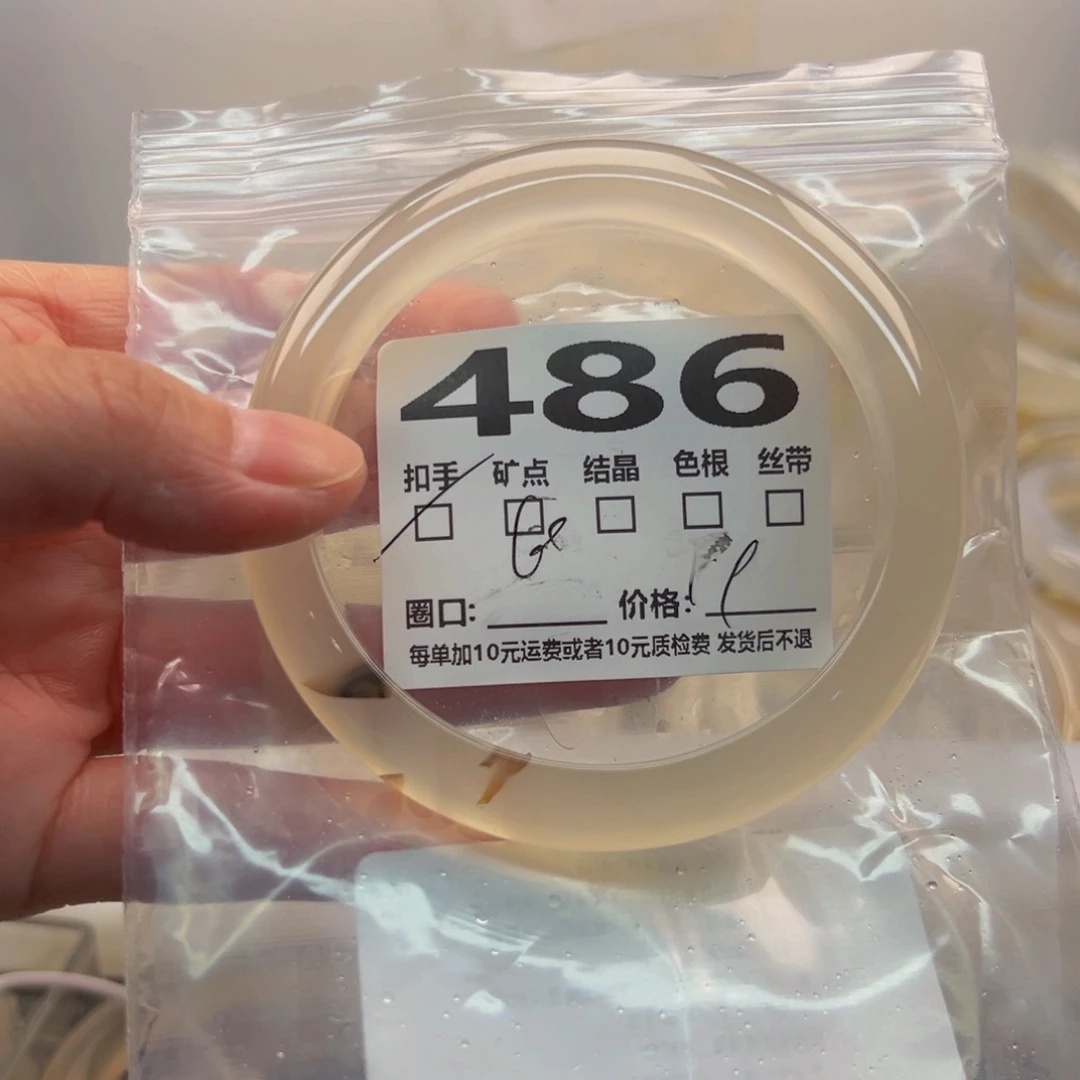 486
扣手 矿点 结晶 色根 丝带
圈口: 价格:
每单加10元运费或者10元质检费 发货后不退